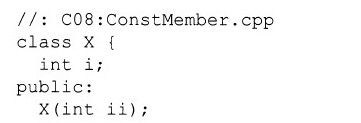 //: C08:ConstMember.cpp
class X {
  int i;
public:
  X(int ii);